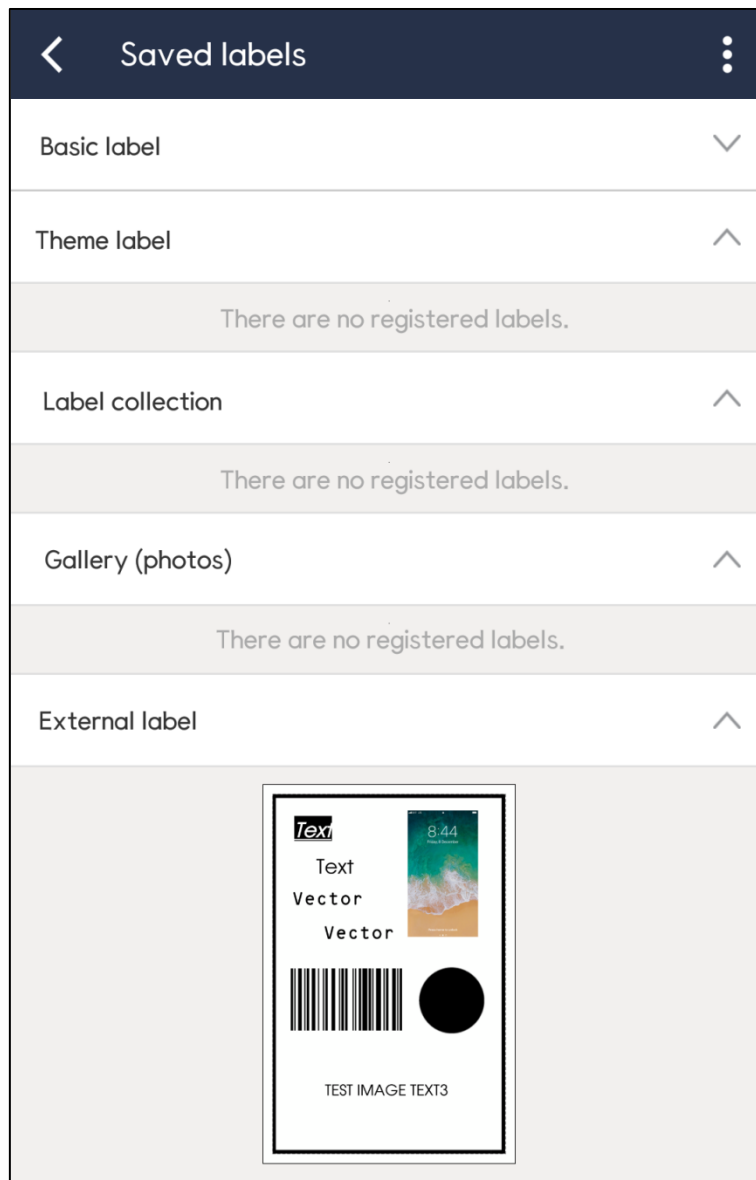 Saved labels
Basic label
Theme label
There are no registered labels.
Label collection
There are no registered labels.
Gallery (photos)
There are no registered labels.
External label
Text
8:44
Text
Vector
Vector
TEST IMAGE TEXT3